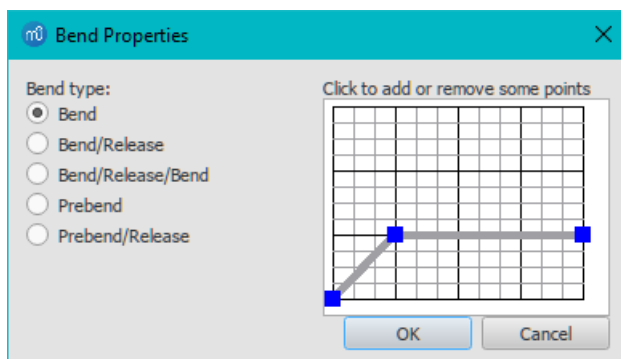 Bend Properties
Bend type:
Bend
Bend/Release
Bend/Release/Bend
Prebend
Prebend/Release
Click to add or remove some points
OK
Cancel